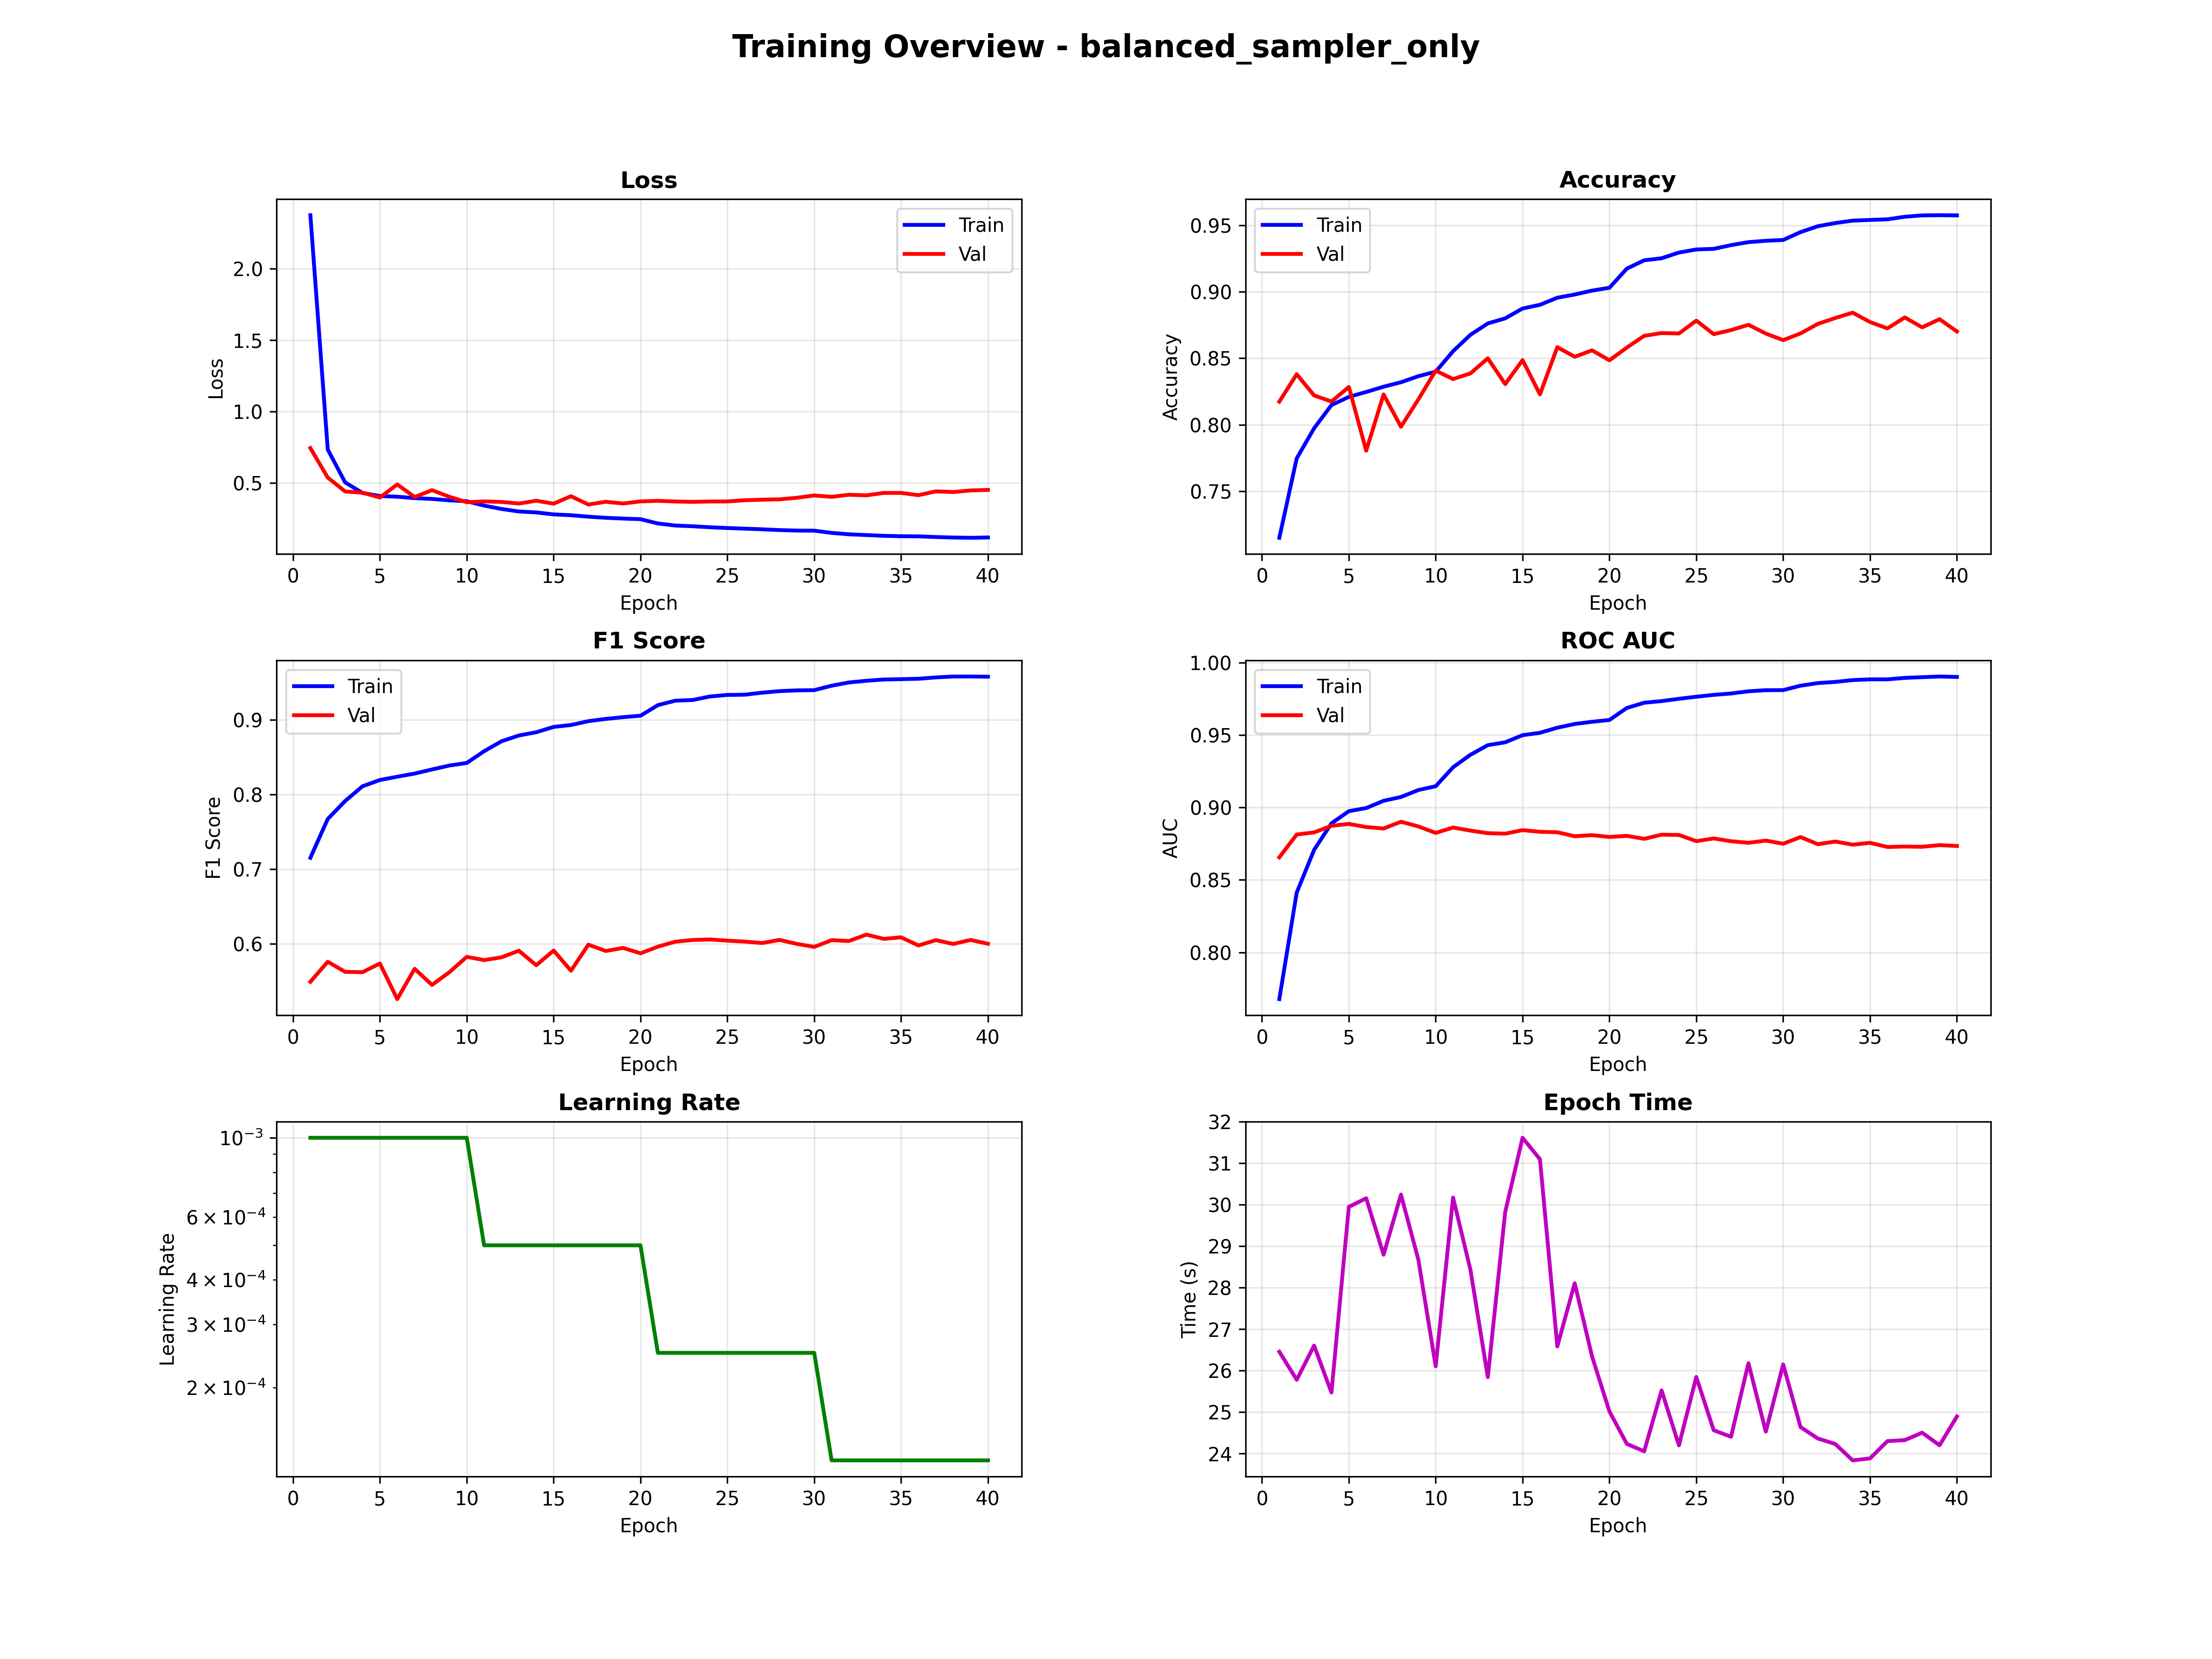 Training Overview - balanced_sampler_only
Loss
Loss
2.0
1.5
1.0
0.5
Train
Val
0 5 10 15 20 25 30 35 40
Epoch
Accuracy
Accuracy
0.95
0.90
0.85
0.80
0.75
Train
Val
0 5 10 15 20 25 30 35 40
Epoch
F1 Score
F1 Score
0.9
0.8
0.7
0.6
Train
Val
0 5 10 15 20 25 30 35 40
Epoch
ROC AUC
AUC
1.00
0.95
0.90
0.85
0.80
Train
Val
0 5 10 15 20 25 30 35 40
Epoch
Learning Rate
Learning Rate
10⁻³
6 × 10⁻⁴
4 × 10⁻⁴
3 × 10⁻⁴
2 × 10⁻⁴
0 5 10 15 20 25 30 35 40
Epoch
Epoch Time
Time (s)
32
31
30
29
28
27
26
25
24
0 5 10 15 20 25 30 35 40
Epoch